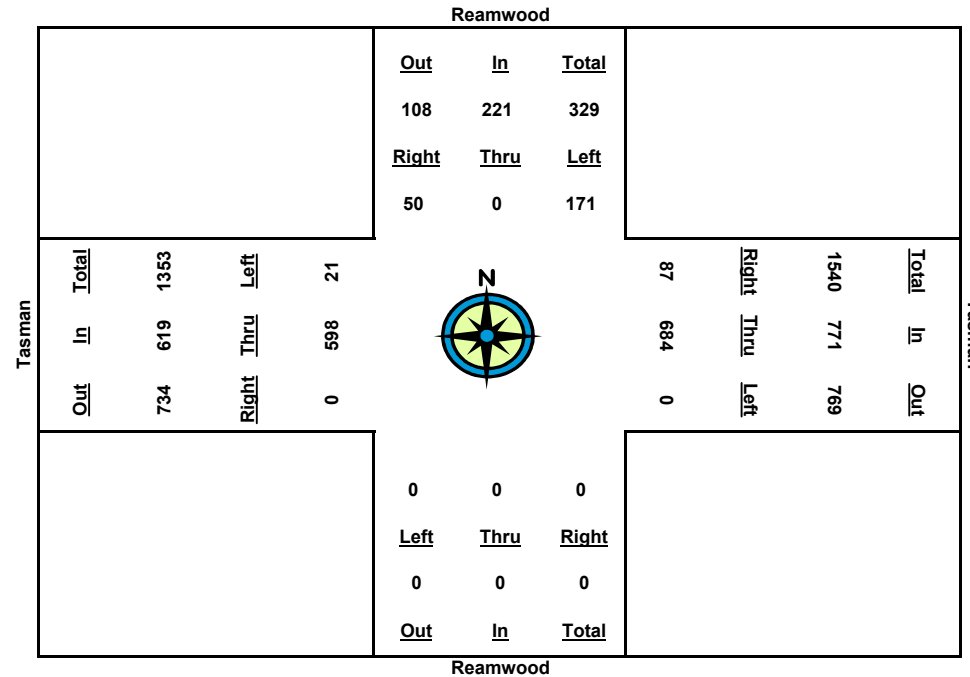 Reamwood
Out In Total
108 221 329
Right Thru Left
50 0 171
Tasman
Total 1353 Left 21
In 619 Thru 598
Out 734 Right 0
N
87 Right 1540 Total
684 Thru 771 In
0 Left 769 Out
0 0 0
Left Thru Right
0 0 0
Out In Total
Reamwood